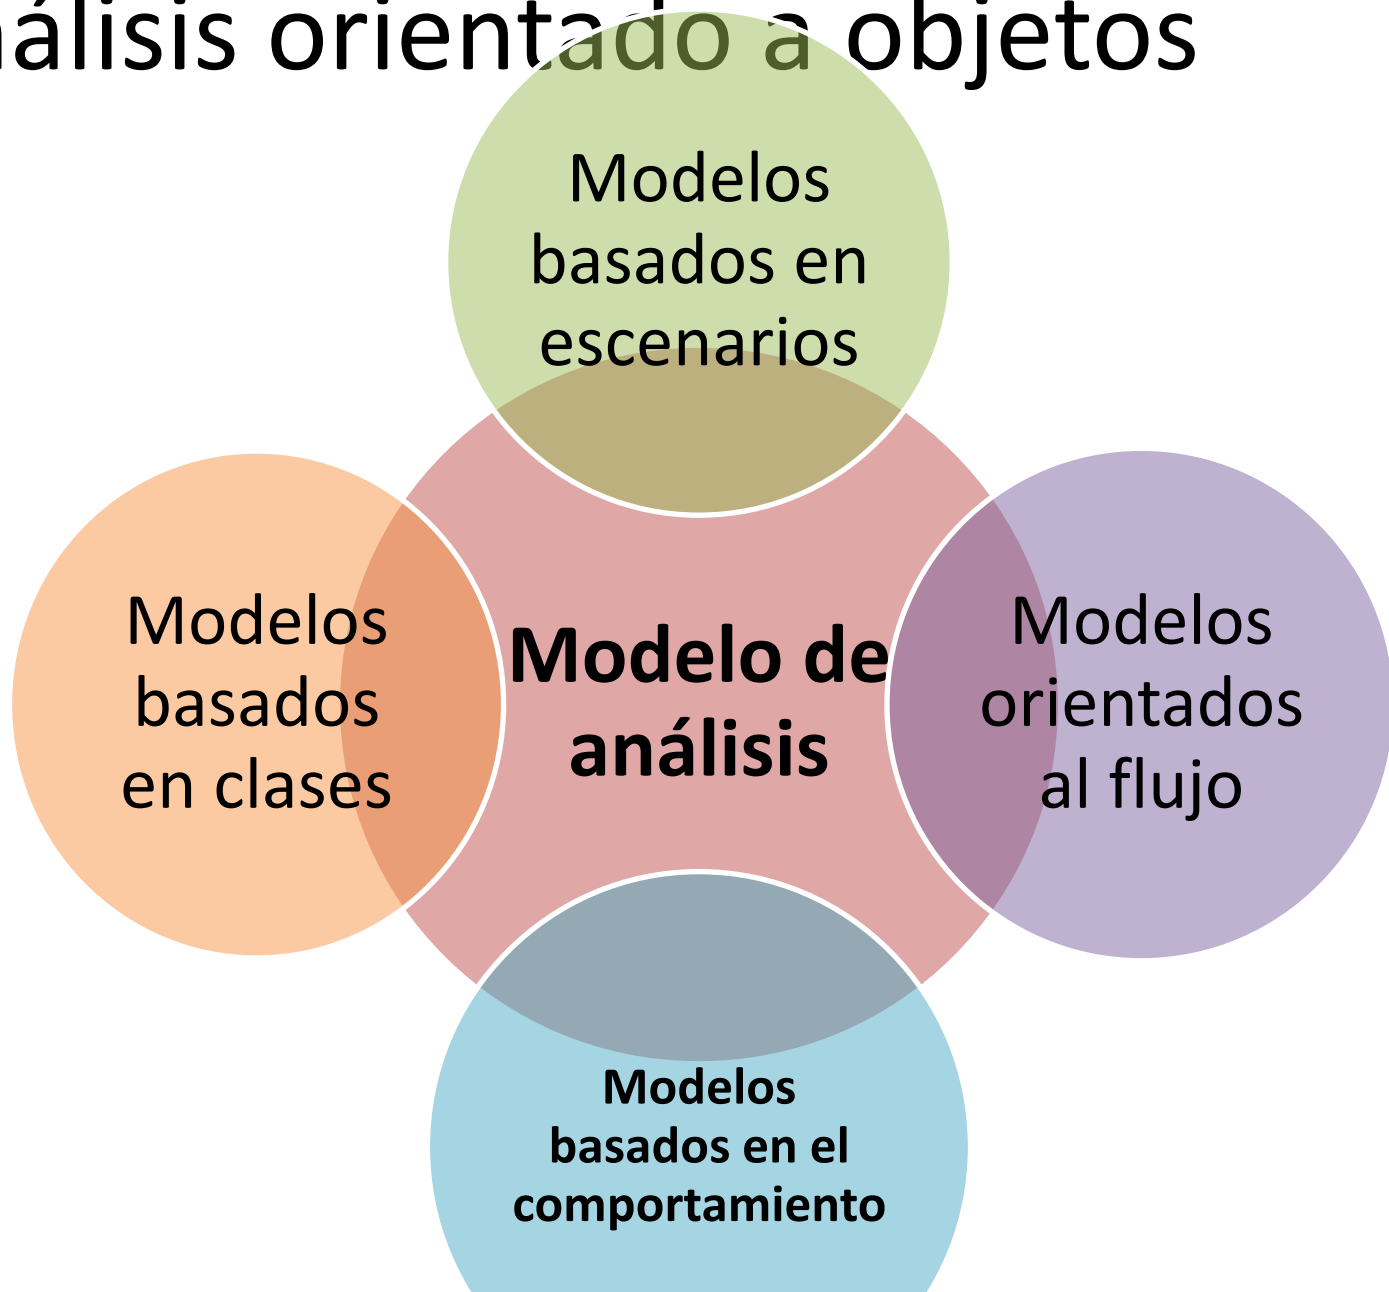 nálisis orientado a objetos
Modelos
basados en
escenarios
Modelos
basados
en clases
Modelo de
análisis
Modelos
orientados
al flujo
Modelos
basados en el
comportamiento